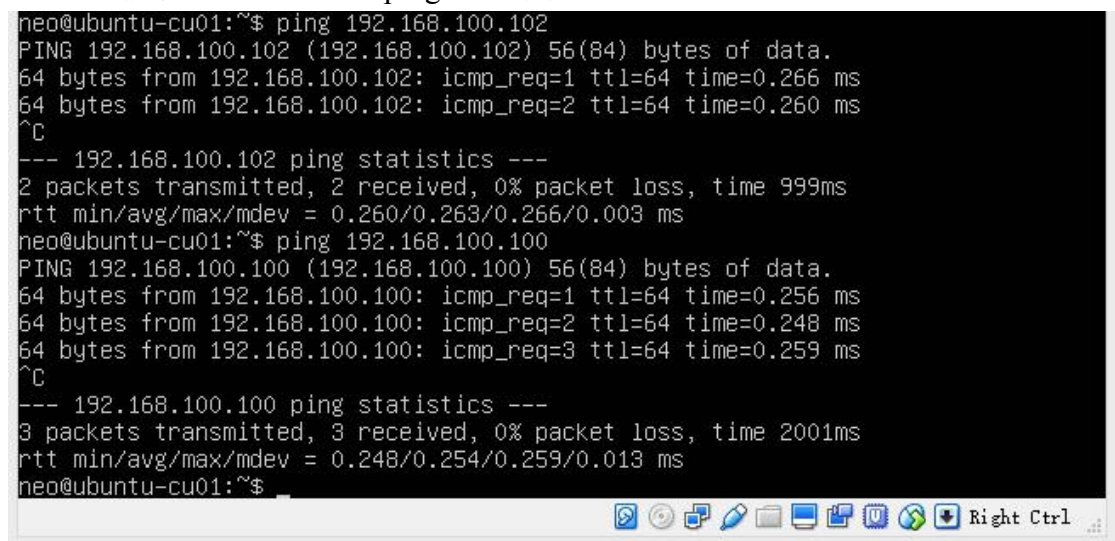 ping
neo@ubuntu-cu01:~$ ping 192.168.100.102
PING 192.168.100.102 (192.168.100.102) 56(84) bytes of data.
64 bytes from 192.168.100.102: icmp_req=1 ttl=64 time=0.266 ms
64 bytes from 192.168.100.102: icmp_req=2 ttl=64 time=0.260 ms
^C
--- 192.168.100.102 ping statistics ---
2 packets transmitted, 2 received, 0% packet loss, time 999ms
rtt min/avg/max/mdev = 0.260/0.263/0.266/0.003 ms
neo@ubuntu-cu01:~$ ping 192.168.100.100
PING 192.168.100.100 (192.168.100.100) 56(84) bytes of data.
64 bytes from 192.168.100.100: icmp_req=1 ttl=64 time=0.256 ms
64 bytes from 192.168.100.100: icmp_req=2 ttl=64 time=0.248 ms
64 bytes from 192.168.100.100: icmp_req=3 ttl=64 time=0.259 ms
^C
--- 192.168.100.100 ping statistics ---
3 packets transmitted, 3 received, 0% packet loss, time 2001ms
rtt min/avg/max/mdev = 0.248/0.254/0.259/0.013 ms
neo@ubuntu-cu01:~$ _
Right Ctrl